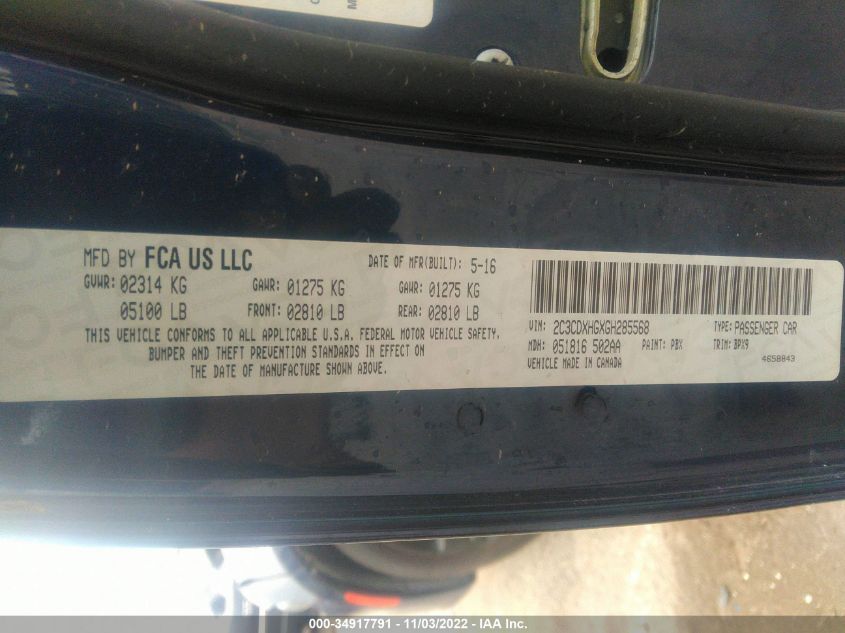 MFD BY FCA US LLC DATE OF MFR(BUILT): 5-16
GVWR: 02314 KG GAWR: 01275 KG GAWR: 01275 KG
05100 LB FRONT: 02810 LB REAR: 02810 LB
THIS VEHICLE CONFORMS TO ALL APPLICABLE U.S.A. FEDERAL MOTOR VEHICLE SAFETY,
BUMPER AND THEFT PREVENTION STANDARDS IN EFFECT ON
THE DATE OF MANUFACTURE SHOWN ABOVE.
VIN: 2C3CDXHGXGH285568 TYPE: PASSENGER CAR
MDH: 051816 502AA PAINT: PBX TRIM: BPX9
VEHICLE MADE IN CANADA 4658843
000-34917791 - 11/03/2022 - IAA Inc.